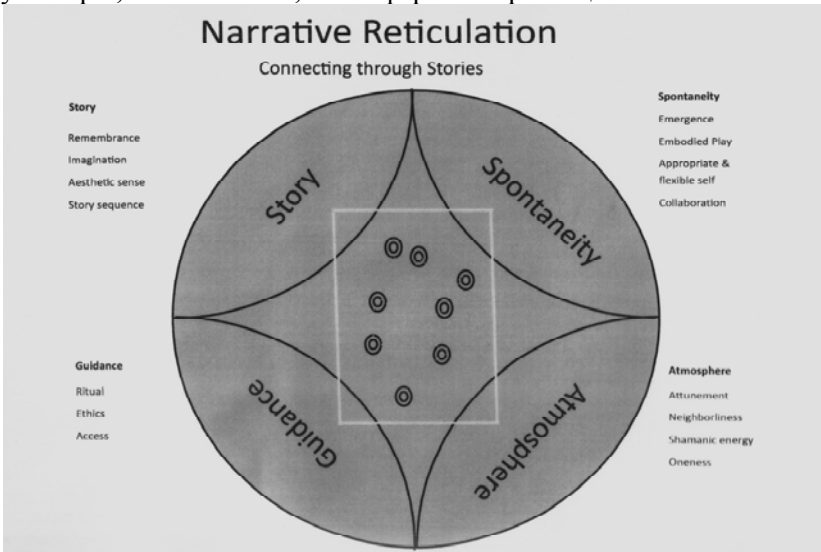 Narrative Reticulation
Connecting through Stories
Story
Remembrance
Imagination
Aesthetic sense
Story sequence
Spontaneity
Emergence
Embodied Play
Appropriate &
flexible self
Collaboration
Story
Spontaneity
Guidance
Atmosphere
Guidance
Ritual
Ethics
Access
Atmosphere
Attunement
Neighborliness
Shamanic energy
Oneness